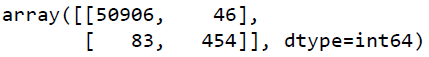 array([[50906,    46],
       [   83,   454]], dtype=int64)